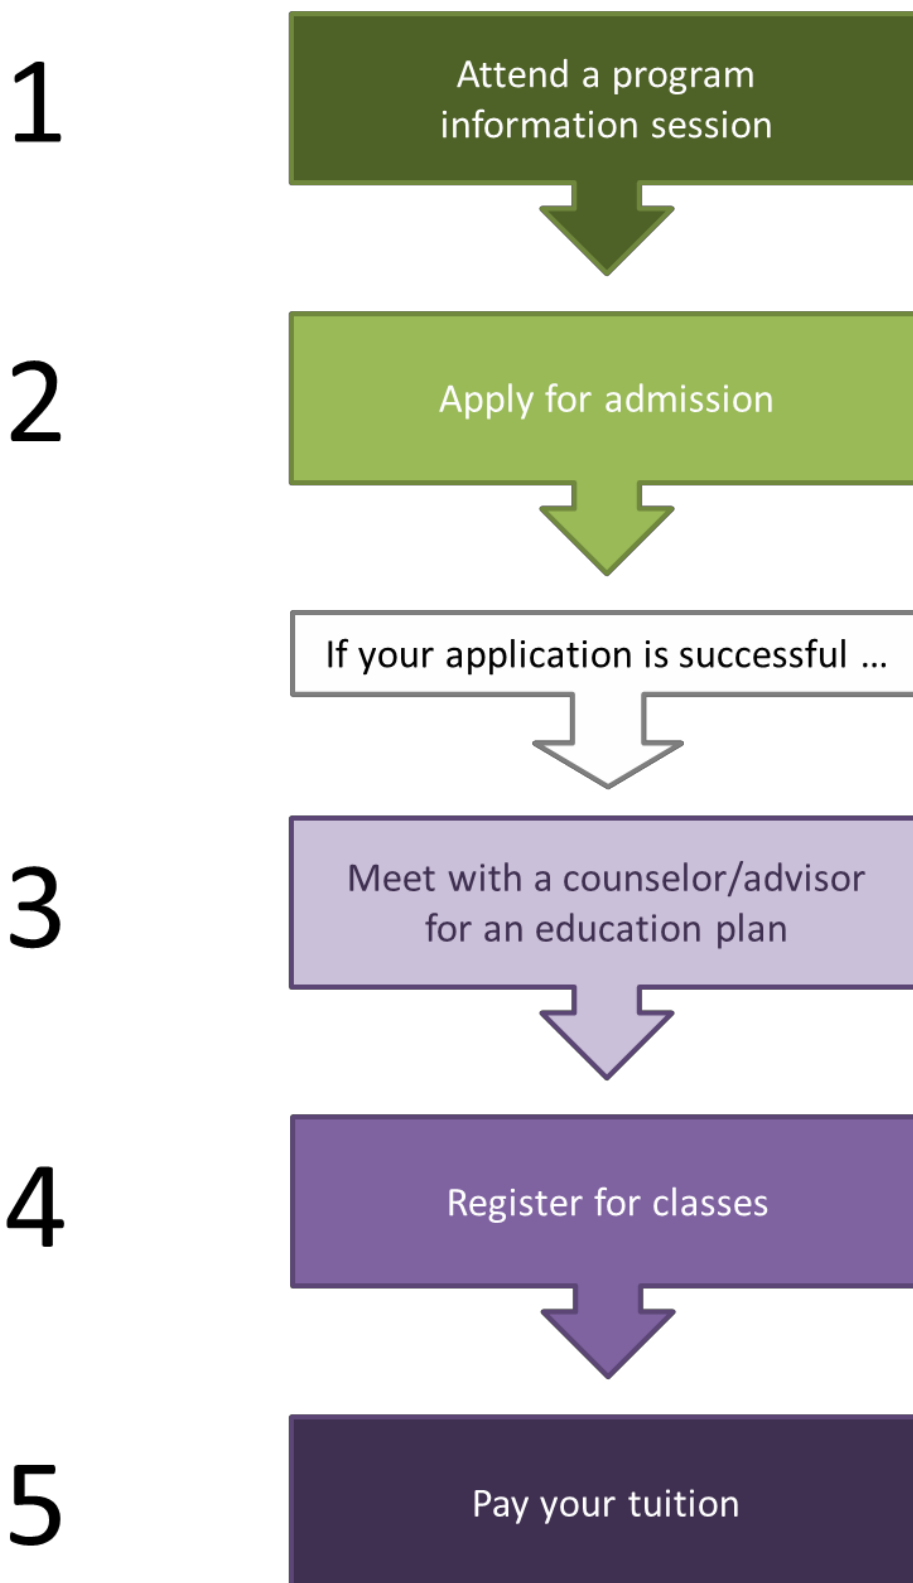 1
Attend a program
information session
2
Apply for admission
If your application is successful ...
3
Meet with a counselor/advisor
for an education plan
4
Register for classes
5
Pay your tuition